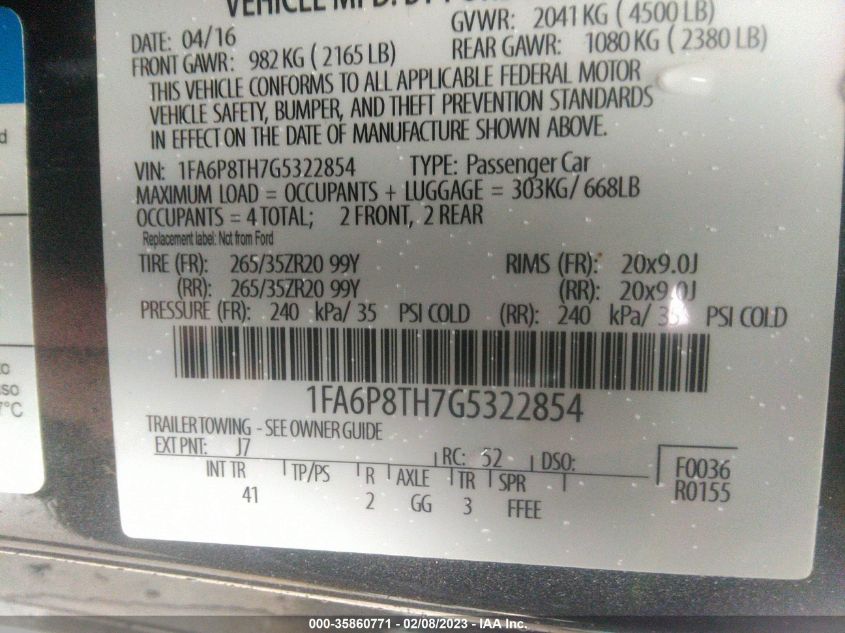 VEHICLE MFD. BY
DATE: 04/16 GVWR: 2041 KG ( 4500 LB)
FRONT GAWR: 982 KG ( 2165 LB) REAR GAWR: 1080 KG ( 2380 LB)
THIS VEHICLE CONFORMS TO ALL APPLICABLE FEDERAL MOTOR
VEHICLE SAFETY, BUMPER, AND THEFT PREVENTION STANDARDS
IN EFFECT ON THE DATE OF MANUFACTURE SHOWN ABOVE.
VIN: 1FA6P8TH7G5322854 TYPE: Passenger Car
MAXIMUM LOAD = OCCUPANTS + LUGGAGE = 303KG/ 668LB
OCCUPANTS = 4 TOTAL; 2 FRONT, 2 REAR
Replacement label: Not from Ford
TIRE (FR): 265/35ZR20 99Y RIMS (FR): 20x9.0J
(RR): 265/35ZR20 99Y (RR): 20x9.0J
PRESSURE (FR): 240 kPa/ 35 PSI COLD (RR): 240 kPa/ 35 PSI COLD
1FA6P8TH7G5322854
TRAILER TOWING - SEE OWNER GUIDE
EXT PNT: J7 RC: 52 DSO: F0036
INT TR TP/PS R AXLE TR SPR R0155
41 2 GG 3 FFEE
7°C
000-35860771 - 02/08/2023 -